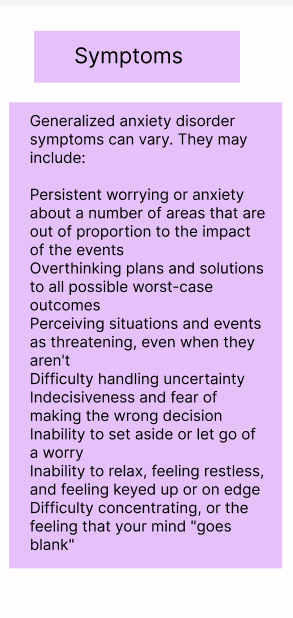 Symptoms
Generalized anxiety disorder
symptoms can vary. They may
include:
Persistent worrying or anxiety
about a number of areas that are
out of proportion to the impact
of the events
Overthinking plans and solutions
to all possible worst-case
outcomes
Perceiving situations and events
as threatening, even when they
aren't
Difficulty handling uncertainty
Indecisiveness and fear of
making the wrong decision
Inability to set aside or let go of
a worry
Inability to relax, feeling restless,
and feeling keyed up or on edge
Difficulty concentrating, or the
feeling that your mind "goes
blank"